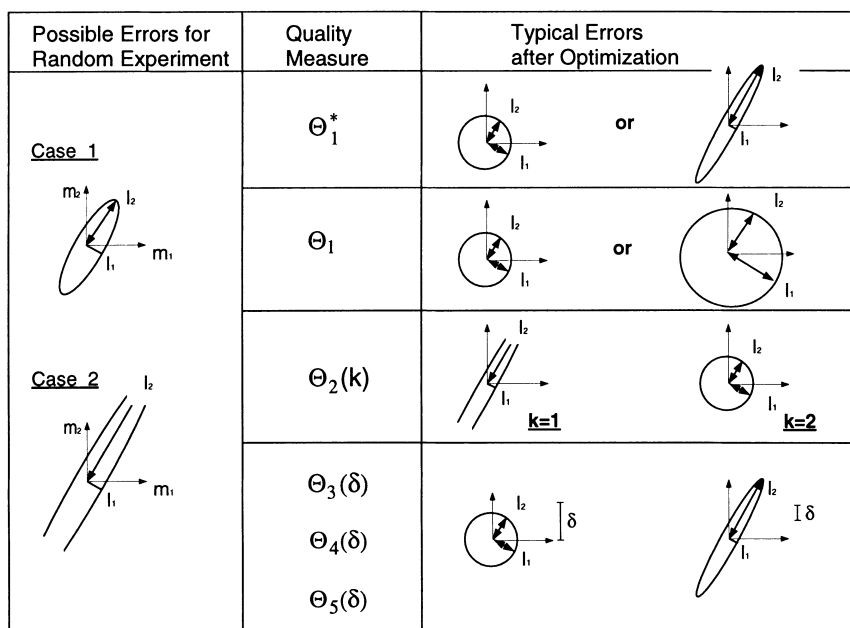 Possible Errors for
Random Experiment
Quality
Measure
Typical Errors
after Optimization
Case 1
m₂
l₂
m₁
l₁
Case 2
l₂
m₂
m₁
l₁
Θ₁*
l₂
l₁
or
l₂
l₁
Θ₁
l₂
l₁
or
l₂
l₁
Θ₂(k)
l₂
l₁
k=1
l₂
l₁
k=2
Θ₃(δ)
Θ₄(δ)
Θ₅(δ)
l₂
l₁
δ
l₂
l₁
δ